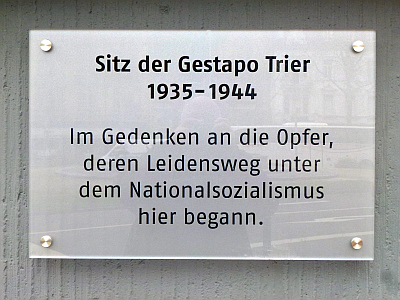 Sitz der Gestapo Trier
1935-1944
Im Gedenken an die Opfer,
deren Leidensweg unter
dem Nationalsozialismus
hier begann.